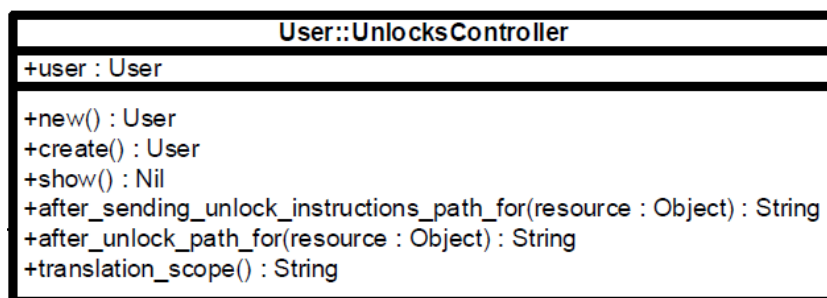 User::UnlocksController
+user : User
+new() : User
+create() : User
+show() : Nil
+after_sending_unlock_instructions_path_for(resource : Object) : String
+after_unlock_path_for(resource : Object) : String
+translation_scope() : String